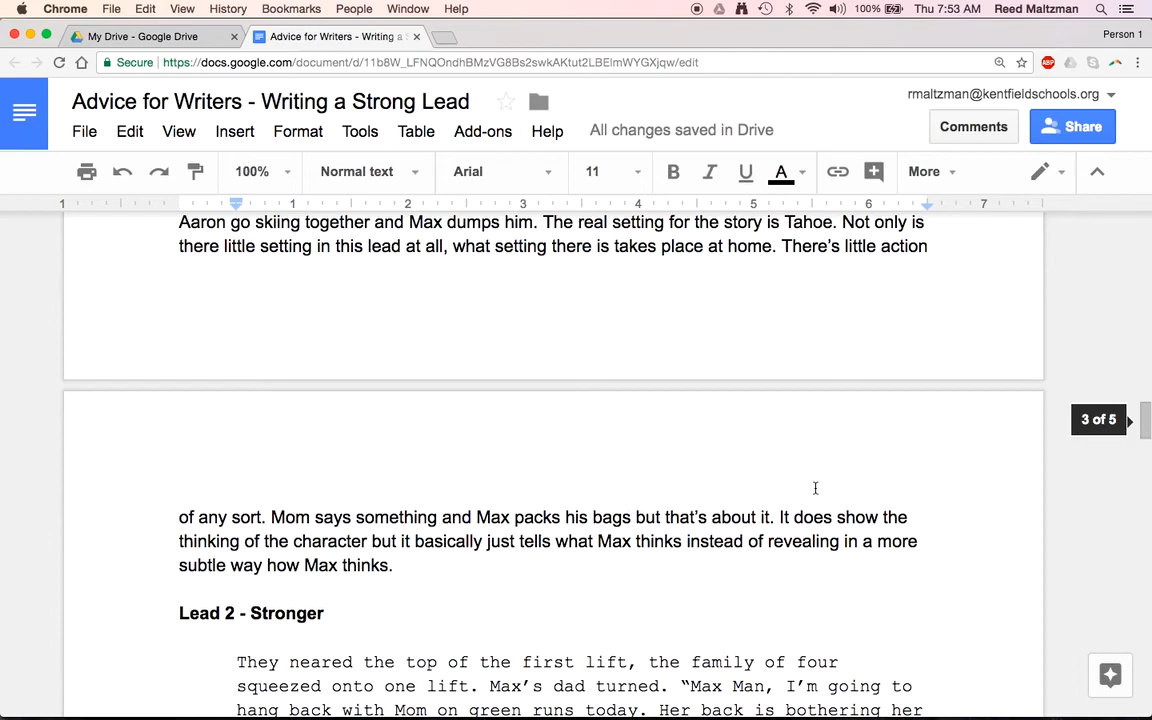 Chrome File Edit View History Bookmarks People Window Help 100% Thu 7:53 AM Reed Maltzman
My Drive - Google Drive Advice for Writers - Writing a S Person 1
Secure https://docs.google.com/document/d/11b8W_LFNQOndhBMzVG8Bs2swkAKtut2LBElmWYGXjqw/edit ABP
Advice for Writers - Writing a Strong Lead rmaltzman@kentfieldschools.org
File Edit View Insert Format Tools Table Add-ons Help All changes saved in Drive Comments Share
100% Normal text Arial 11 B I U A More
1 1 2 3 4 5 6 7
Aaron go skiing together and Max dumps him. The real setting for the story is Tahoe. Not only is
there little setting in this lead at all, what setting there is takes place at home. There’s little action
3 of 5
of any sort. Mom says something and Max packs his bags but that’s about it. It does show the
thinking of the character but it basically just tells what Max thinks instead of revealing in a more
subtle way how Max thinks.
Lead 2 - Stronger
They neared the top of the first lift, the family of four
squeezed onto one lift. Max’s dad turned. “Max Man, I’m going to
hang back with Mom on green runs today. Her back is bothering her